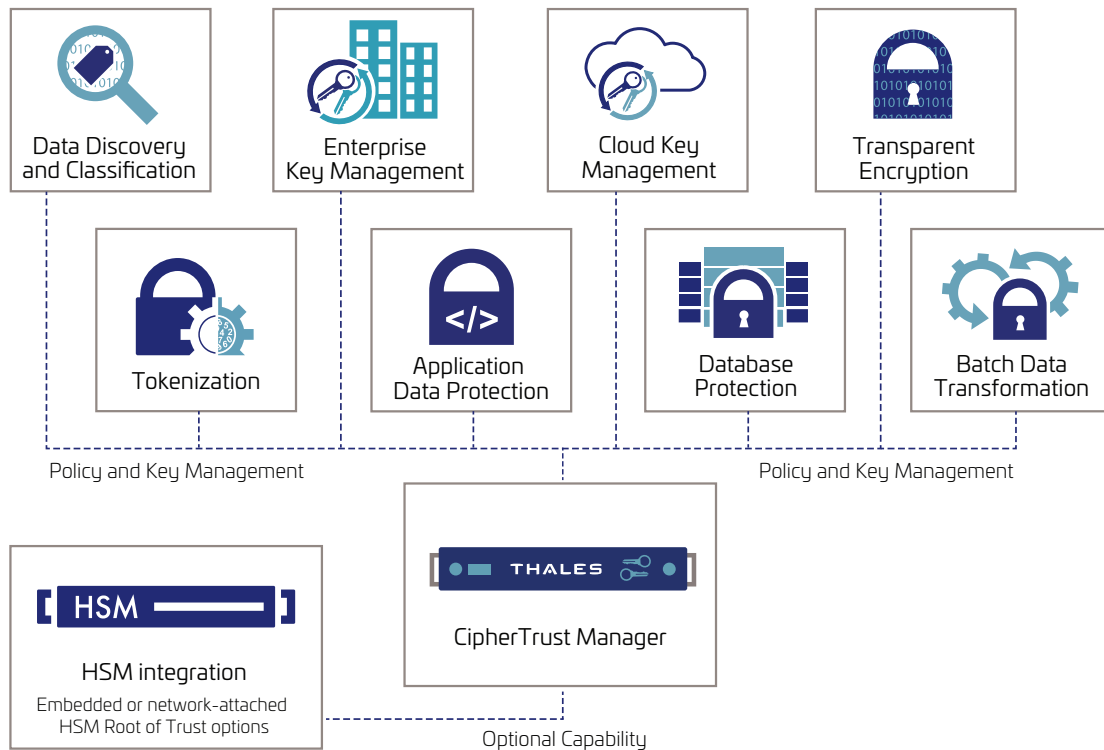 Data Discovery
and Classification
Enterprise
Key Management
Cloud Key
Management
Transparent
Encryption
Tokenization
</>
Application
Data Protection
Database
Protection
Batch Data
Transformation
Policy and Key Management
Policy and Key Management
THALES
CipherTrust Manager
HSM
HSM integration
Embedded or network-attached
HSM Root of Trust options
Optional Capability